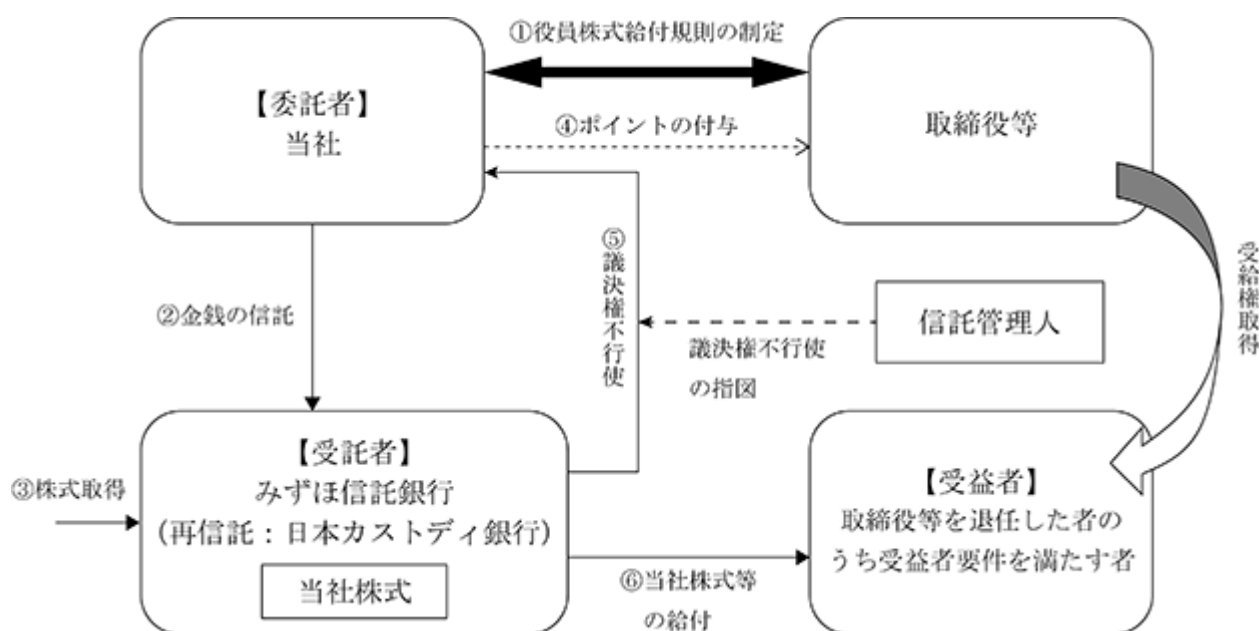 ①役員株式給付規則の制定
【委託者】
当社
④ポイントの付与
取締役等
②金銭の信託
⑤議決権不行使
議決権不行使
の指図
信託管理人
受給権取得
③株式取得
【受託者】
みずほ信託銀行
(再信託：日本カストディ銀行)
当社株式
⑥当社株式等
の給付
【受益者】
取締役等を退任した者の
うち受益者要件を満たす者